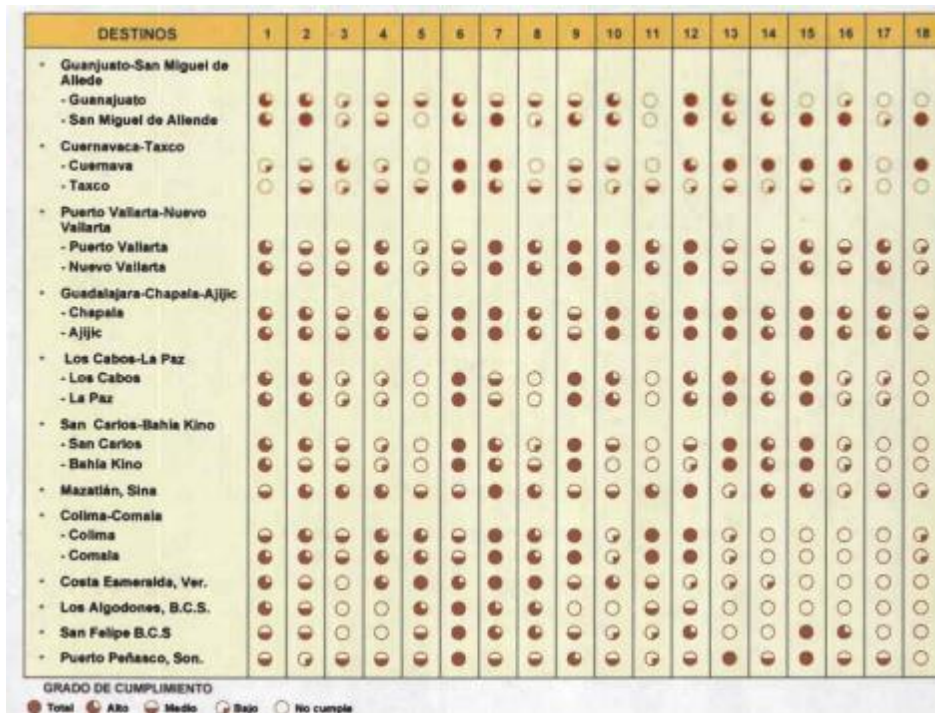 DESTINOS 1 2 3 4 5 6 7 8 9 10 11 12 13 14 15 16 17 18
Guanjusto-San Miguel de
Allede
- Guanajuato
- San Miguel de Allende
Cuernavaca-Taxco
- Cuernava
- Taxco
Puerto Vallarta-Nuevo
Vallarta
- Puerto Vallarta
- Nuevo Vallarta
Guadalajara-Chapala-Ajijic
- Chapala
- Ajijic
Los Cabos-La Paz
- Los Cabos
- La Paz
San Carlos-Bahía Kino
- San Carlos
- Bahía Kino
Mazatlán, Sina
Colima-Comala
- Colima
- Comala
Costa Esmeralda, Ver.
Los Algodones, B.C.S.
San Felipe B.C.S
Puerto Peñasco, Son.
GRADO DE CUMPLIMIENTO
Total Alto Medio Bajo No cumple